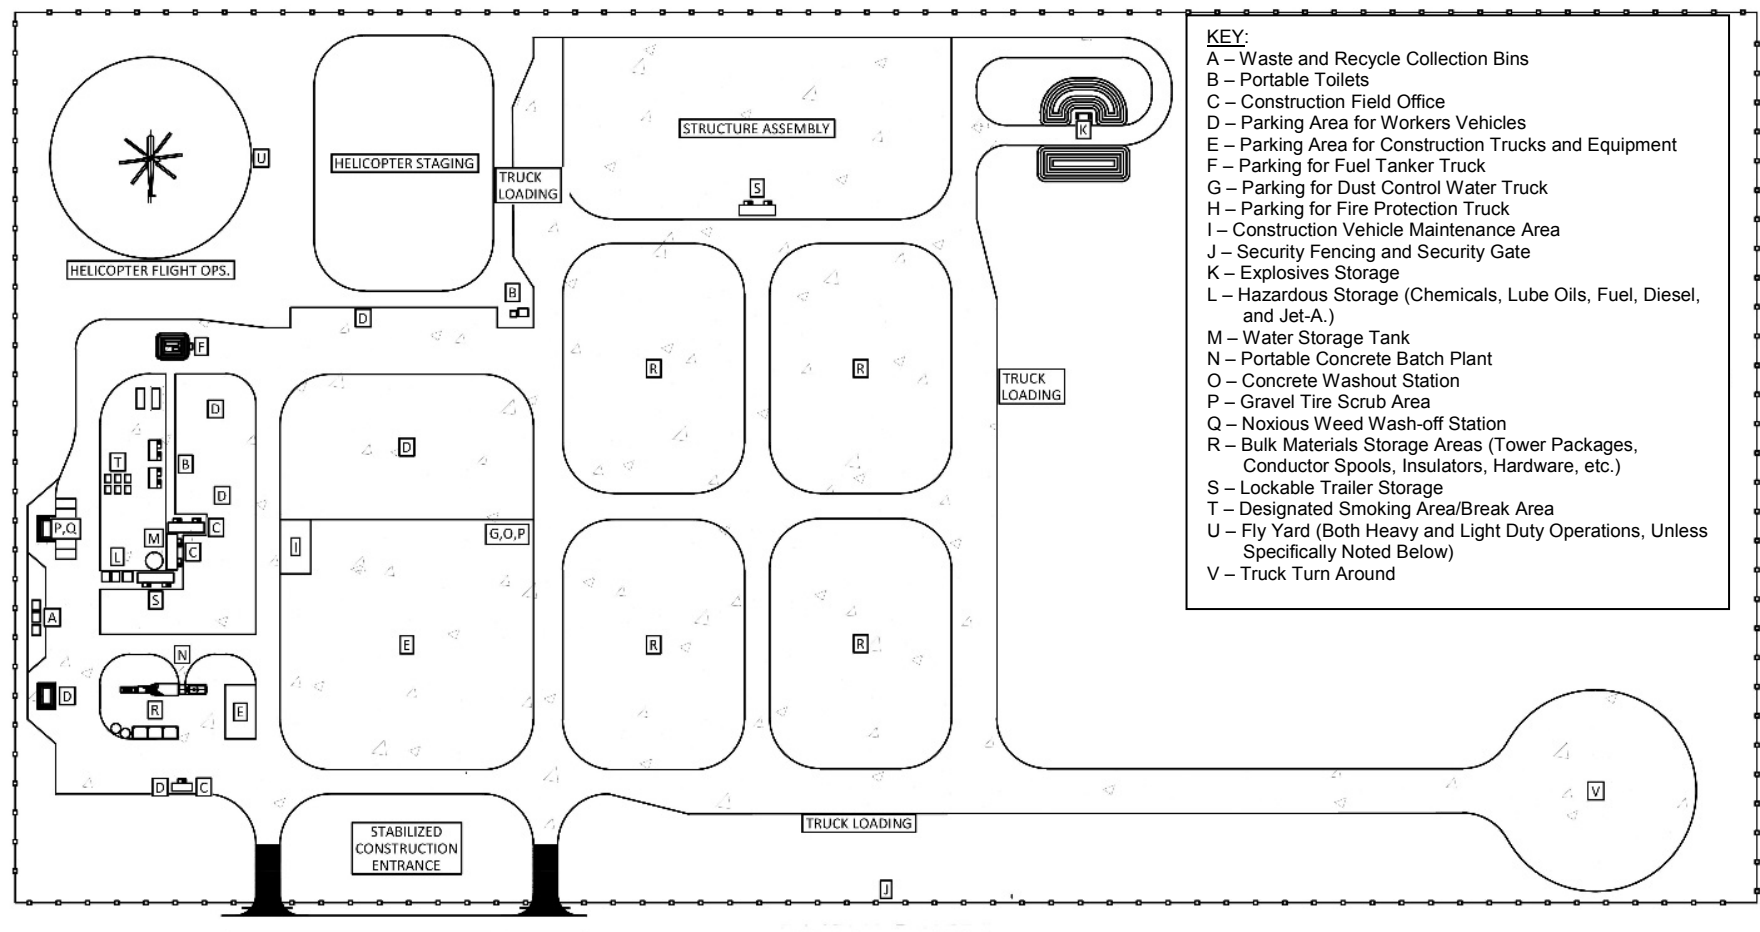 KEY:
A – Waste and Recycle Collection Bins
B – Portable Toilets
C – Construction Field Office
D – Parking Area for Workers Vehicles
E – Parking Area for Construction Trucks and Equipment
F – Parking for Fuel Tanker Truck
G – Parking for Dust Control Water Truck
H – Parking for Fire Protection Truck
I – Construction Vehicle Maintenance Area
J – Security Fencing and Security Gate
K – Explosives Storage
L – Hazardous Storage (Chemicals, Lube Oils, Fuel, Diesel,
and Jet-A.)
M – Water Storage Tank
N – Portable Concrete Batch Plant
O – Concrete Washout Station
P – Gravel Tire Scrub Area
Q – Noxious Weed Wash-off Station
R – Bulk Materials Storage Areas (Tower Packages,
Conductor Spools, Insulators, Hardware, etc.)
S – Lockable Trailer Storage
T – Designated Smoking Area/Break Area
U – Fly Yard (Both Heavy and Light Duty Operations, Unless
Specifically Noted Below)
V – Truck Turn Around
STRUCTURE ASSEMBLY
K
U
HELICOPTER STAGING
TRUCK
LOADING
S
HELICOPTER FLIGHT OPS.
B
D
F
R
R
TRUCK
LOADING
D
D
T
B
D
P,Q
C
G,O,P
M
I
L
C
S
A
E
R
R
N
D
R
E
D
C
V
TRUCK LOADING
STABILIZED
CONSTRUCTION
ENTRANCE
J